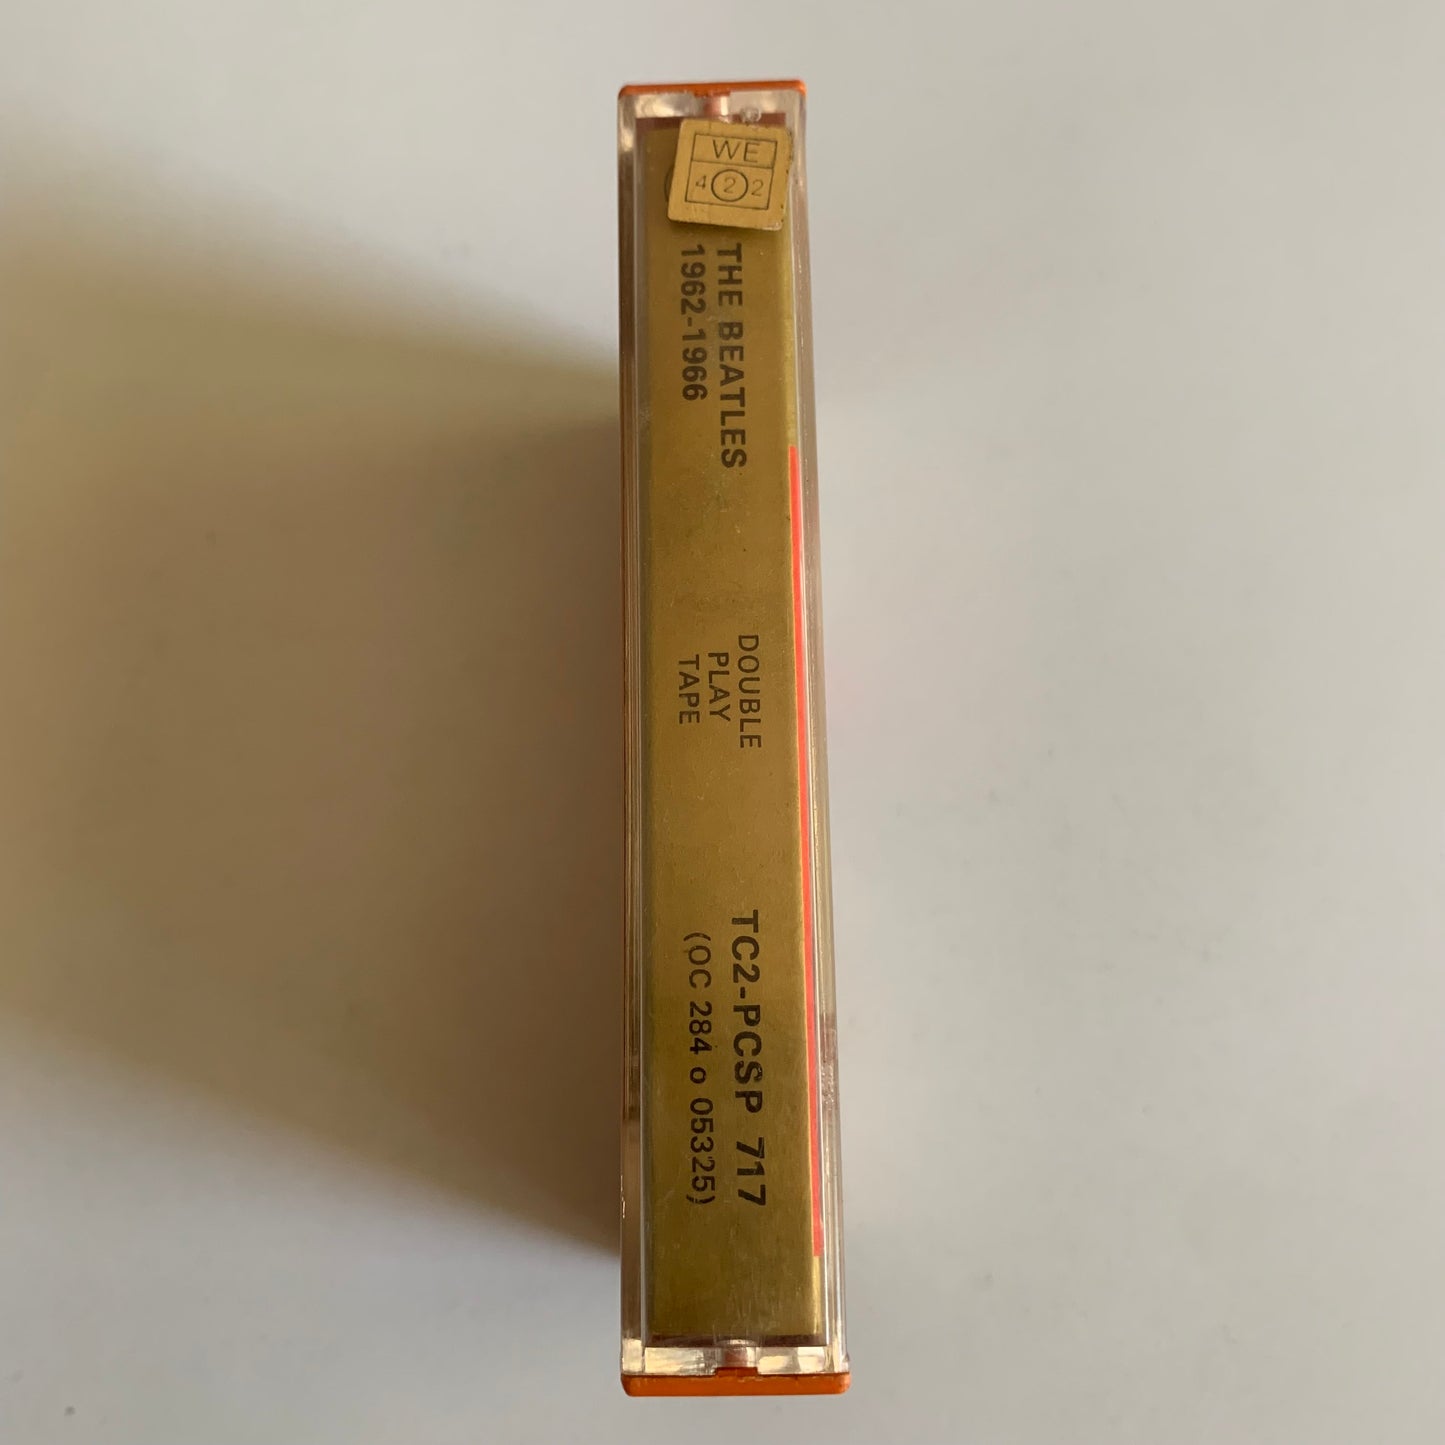 WE
4 2 2
THE BEATLES
1962-1966
DOUBLE
PLAY
TAPE
TC2-PCSP 717
(OC 284 o 05325)